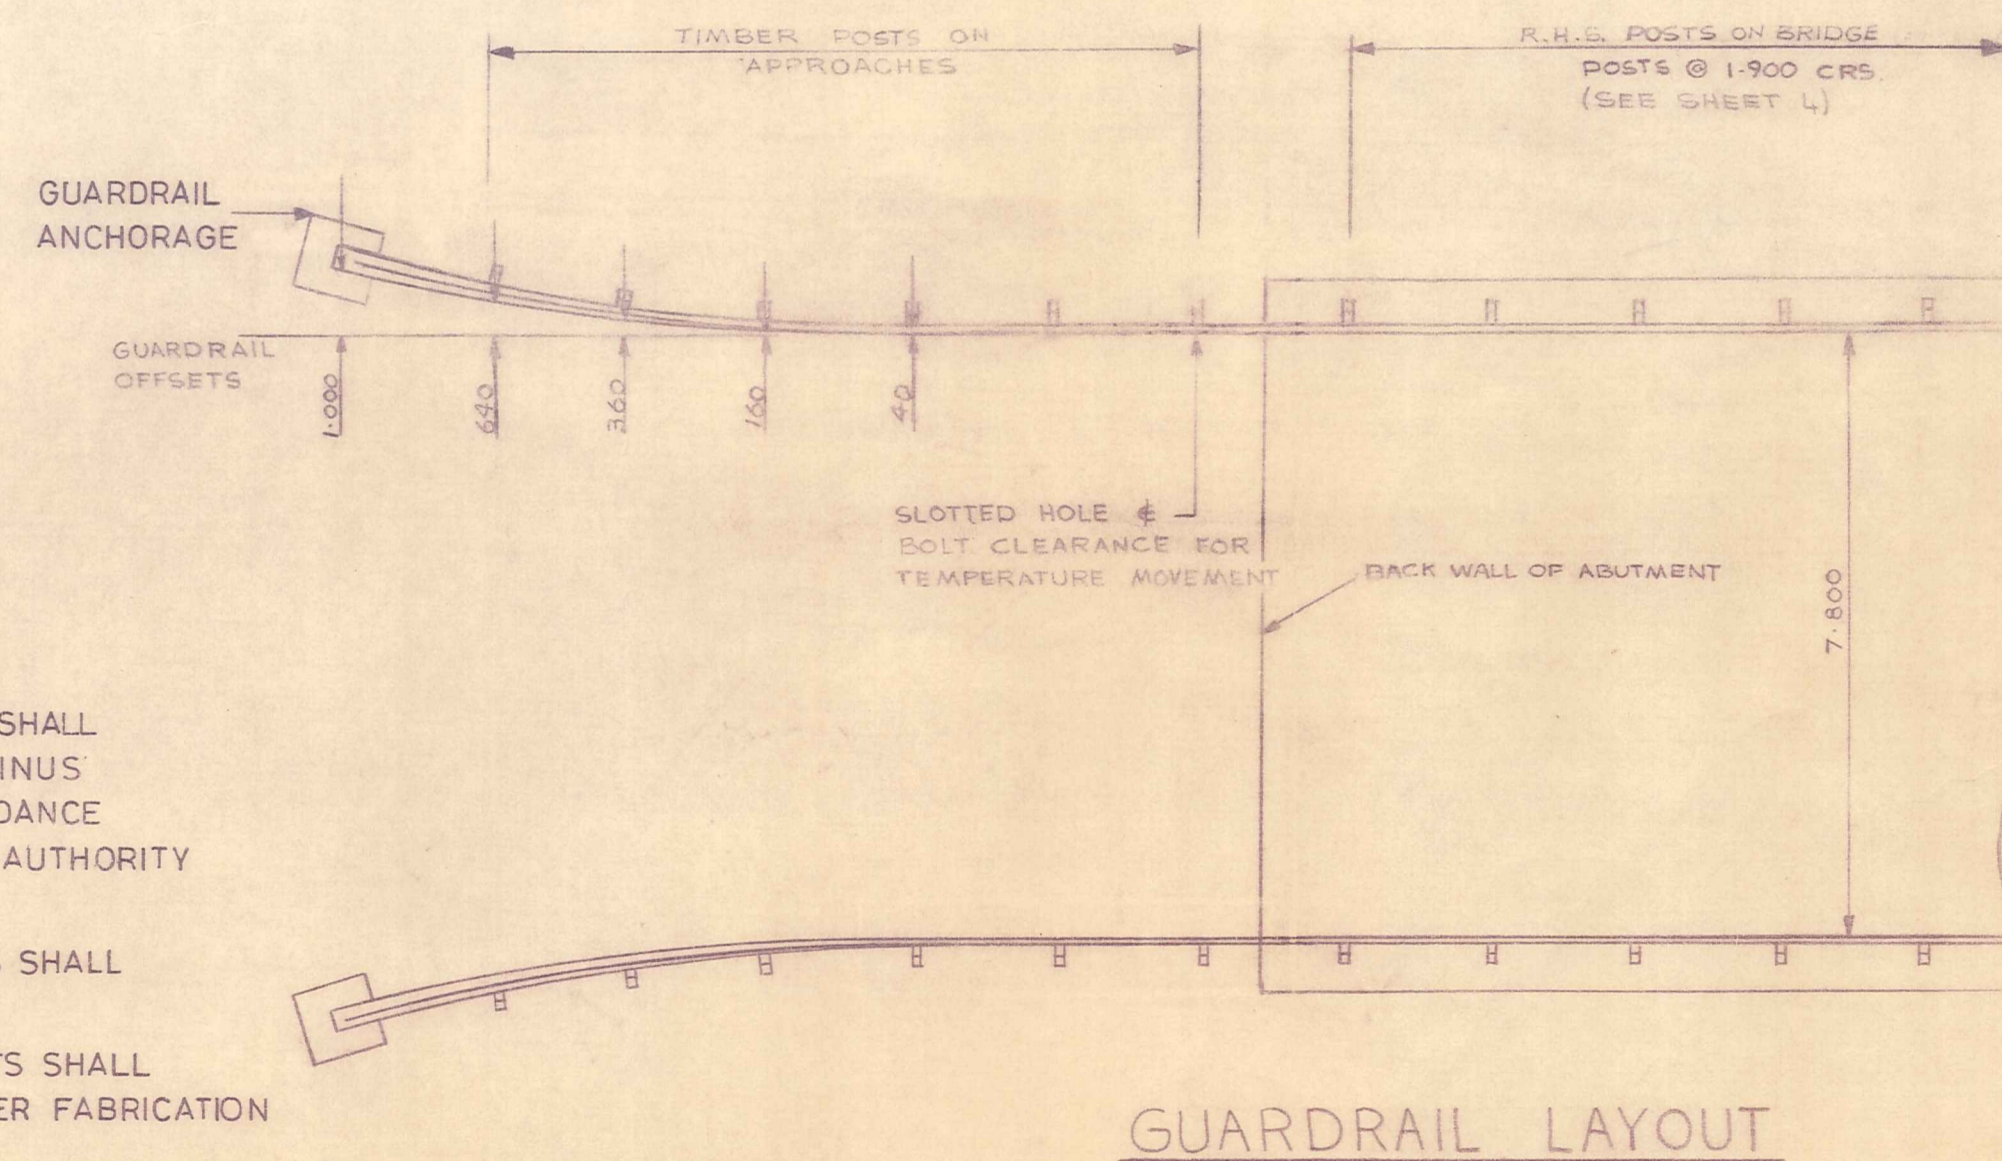 TIMBER POSTS ON
APPROACHES
R.H.S. POSTS ON BRIDGE
POSTS @ 1·900 CRS.
(SEE SHEET 4)
GUARDRAIL
ANCHORAGE
GUARDRAIL
OFFSETS
1·000
640
360
160
40
SLOTTED HOLE &
BOLT CLEARANCE FOR
TEMPERATURE MOVEMENT
BACK WALL OF ABUTMENT
7·800
SHALL
INUS
DANCE
AUTHORITY
SHALL
TS SHALL
ER FABRICATION
GUARDRAIL LAYOUT